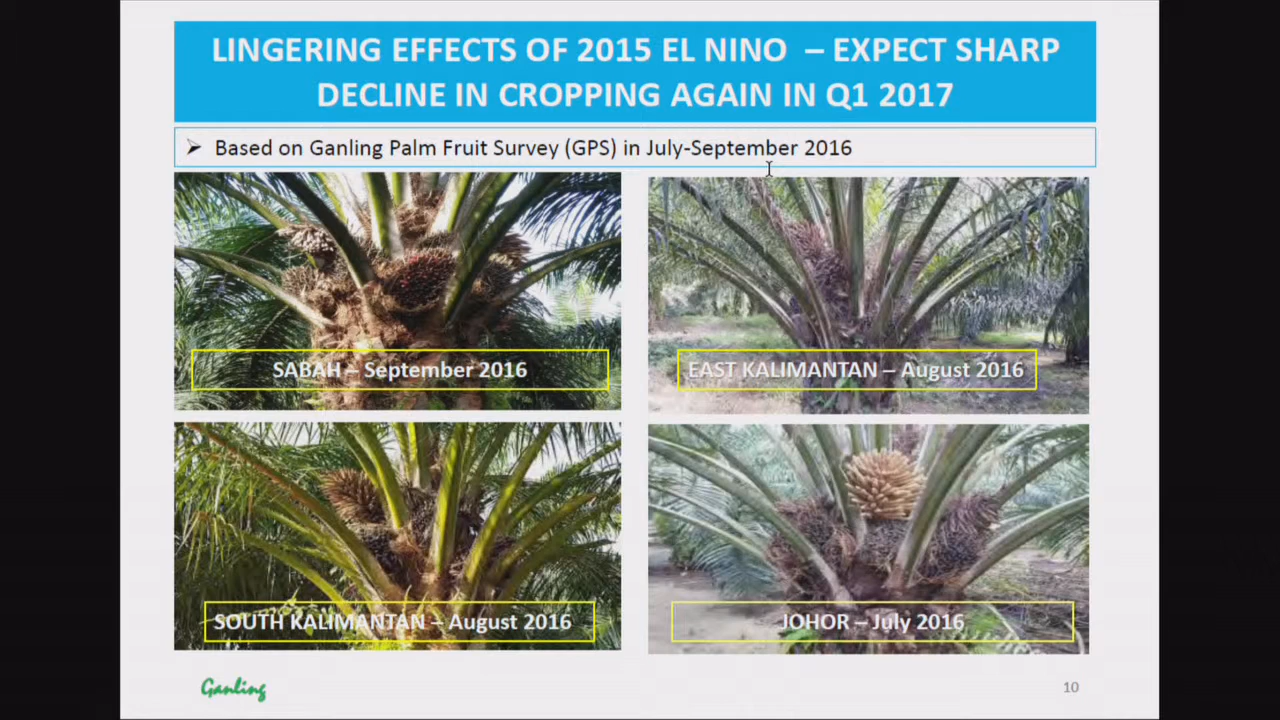 LINGERING EFFECTS OF 2015 EL NINO – EXPECT SHARP
DECLINE IN CROPPING AGAIN IN Q1 2017
➤ Based on Ganling Palm Fruit Survey (GPS) in July-September 2016
SABAH – September 2016
EAST KALIMANTAN – August 2016
SOUTH KALIMANTAN – August 2016
JOHOR – July 2016
Ganling
10